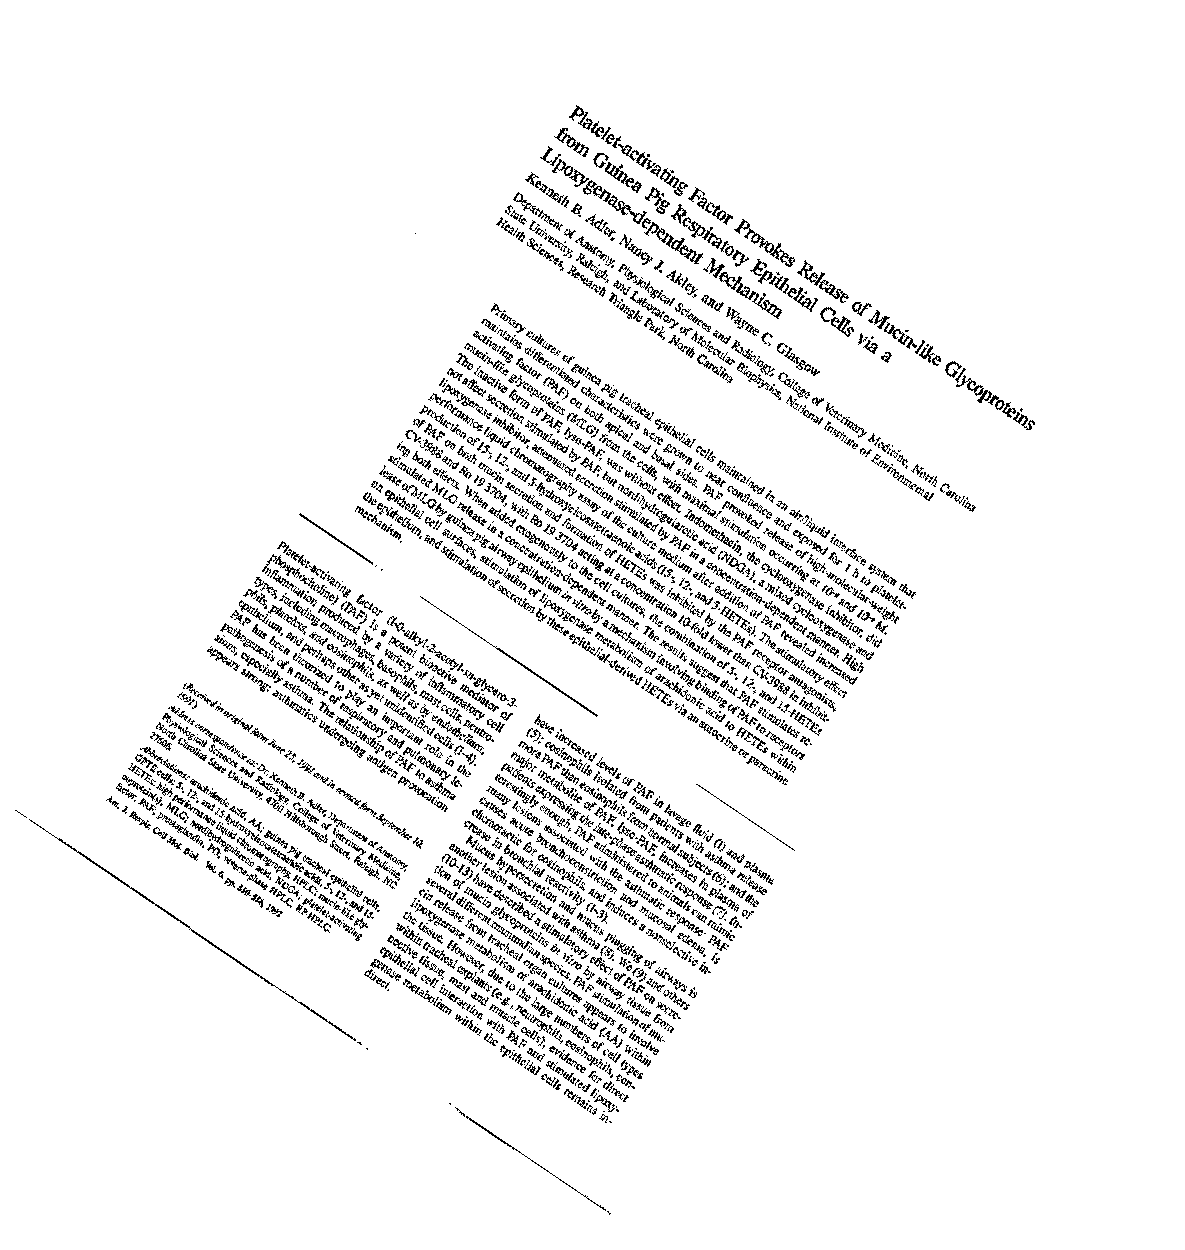 Platelet-activating Factor Provokes Release of Mucin-like Glycoproteins
from Guinea Pig Respiratory Epithelial Cells via a
Lipoxygenase-dependent Mechanism
Kenneth B. Adler, Nancy J. Akley, and Wayne C. Glasgow
Department of Anatomy, Physiological Sciences and Radiology, College of Veterinary Medicine, North Carolina
State University, Raleigh, and Laboratory of Molecular Biophysics, National Institute of Environmental
Health Sciences, Research Triangle Park, North Carolina
Primary cultures of guinea pig tracheal epithelial cells maintained in an air/liquid interface system that
maintains differentiated characteristics were grown to near confluence and exposed for 1 h to platelet-
activating factor (PAF) on both apical and basal sides. PAF provoked release of high-molecular-weight
mucin-like glycoproteins (MLG) from the cells, with maximal stimulation occurring at
The inactive form of PAF, lyso-PAF, was without effect. Indomethacin, the cyclooxygenase inhibitor, did
not affect secretion stimulated by PAF, but nordihydroguaiaretic acid (NDGA), a mixed cyclooxygenase and
lipoxygenase inhibitor, attenuated secretion stimulated by PAF in a concentration-dependent manner. High
performance liquid chromatography assay of the culture medium after addition of PAF revealed increased
production of 15-, 12-, and 5-hydroxyeicosatetraenoic acids (15-, 12-, and 5-HETEs). The stimulatory effect
of PAF on both mucin secretion and formation of HETEs was inhibited by the PAF receptor antagonists,
CV-3988 and Ro 19 3704, with Ro 19 3704 acting at a concentration 10-fold lower than CV-3988 in inhibit-
ing both effects. When added exogenously to the cell cultures, the combination of 5-, 12-, and 15-HETEs
stimulated MLG release in a concentration-dependent manner. The results suggest that PAF stimulates re-
lease of MLG by guinea pig airway epithelium in vitro by a mechanism involving binding of PAF to receptors
on epithelial cell surfaces, stimulation of lipoxygenase metabolism of arachidonic acid to HETEs within
the epithelium, and stimulation of secretion by these epithelial-derived HETEs via an autocrine or paracrine
mechanism.
Platelet-activating factor (1-O-alkyl-2-acetyl-sn-glycero-3-
phosphocholine) (PAF) is a potent bioactive mediator of
inflammation, produced by a variety of inflammatory cell
types, including macrophages, basophils, mast cells, neutro-
phils, platelets, and eosinophils, as well as by endothelium,
epithelium, and perhaps other as yet unidentified cells (1-4).
PAF has been theorized to play an important role in the
pathogenesis of a number of respiratory and pulmonary le-
sions, especially asthma. The relationship of PAF to asthma
appears strong: asthmatics undergoing antigen provocation
(Received in original form June 25, 1991 and in revised form September 10,
1991)
Address correspondence to: Dr. Kenneth B. Adler, Department of Anatomy,
Physiological Sciences and Radiology, College of Veterinary Medicine,
North Carolina State University, 4700 Hillsborough Street, Raleigh, NC
27606.
Abbreviations: arachidonic acid, AA; guinea pig tracheal epithelial cells,
GPTE cells; 5-, 12-, and 15-hydroxyeicosatetraenoic acids, 5-, 12-, and 15-
HETEs; high performance liquid chromatography, HPLC; mucin-like gly-
coprotein(s), MLG; nordihydroguaiaretic acid, NDGA; platelet-activating
factor, PAF; prostaglandin, PG; reverse-phase HPLC, RP-HPLC.
Am. J. Respir. Cell Mol. Biol. Vol. 6. pp. 1992
have increased levels of PAF in lavage fluid (1) and plasma
(5); eosinophils isolated from patients with asthma release
more PAF than eosinophils from normal subjects (6); and the
major metabolite of PAF, lyso-PAF, increases in plasma of
patients expressing the late-phase asthmatic response (7). In-
terestingly enough, PAF administered to animals can mimic
many lesions associated with the asthmatic response: PAF
causes acute bronchoconstriction and mucosal edema, is
chemotactic for eosinophils, and induces a nonselective in-
crease in bronchial reactivity (1-3).
Mucus hypersecretion and mucus plugging of airways is
another lesion associated with asthma (8). We (9) and others
(10-13) have described a stimulatory effect of PAF on secre-
tion of mucin glycoproteins in vitro by airway tissue from
several different mammalian species. PAF stimulation of mu-
cin release from tracheal organ cultures appears to involve
lipoxygenase metabolism of arachidonic acid (AA) within
the tissue. However, due to the large numbers of cell types
within tracheal explants (e.g., neutrophils, eosinophils, con-
nective tissue, mast and muscle cells), evidence for direct
epithelial cell interaction with PAF and stimulated lipoxy-
genase metabolism within the epithelial cells remains in-
direct.